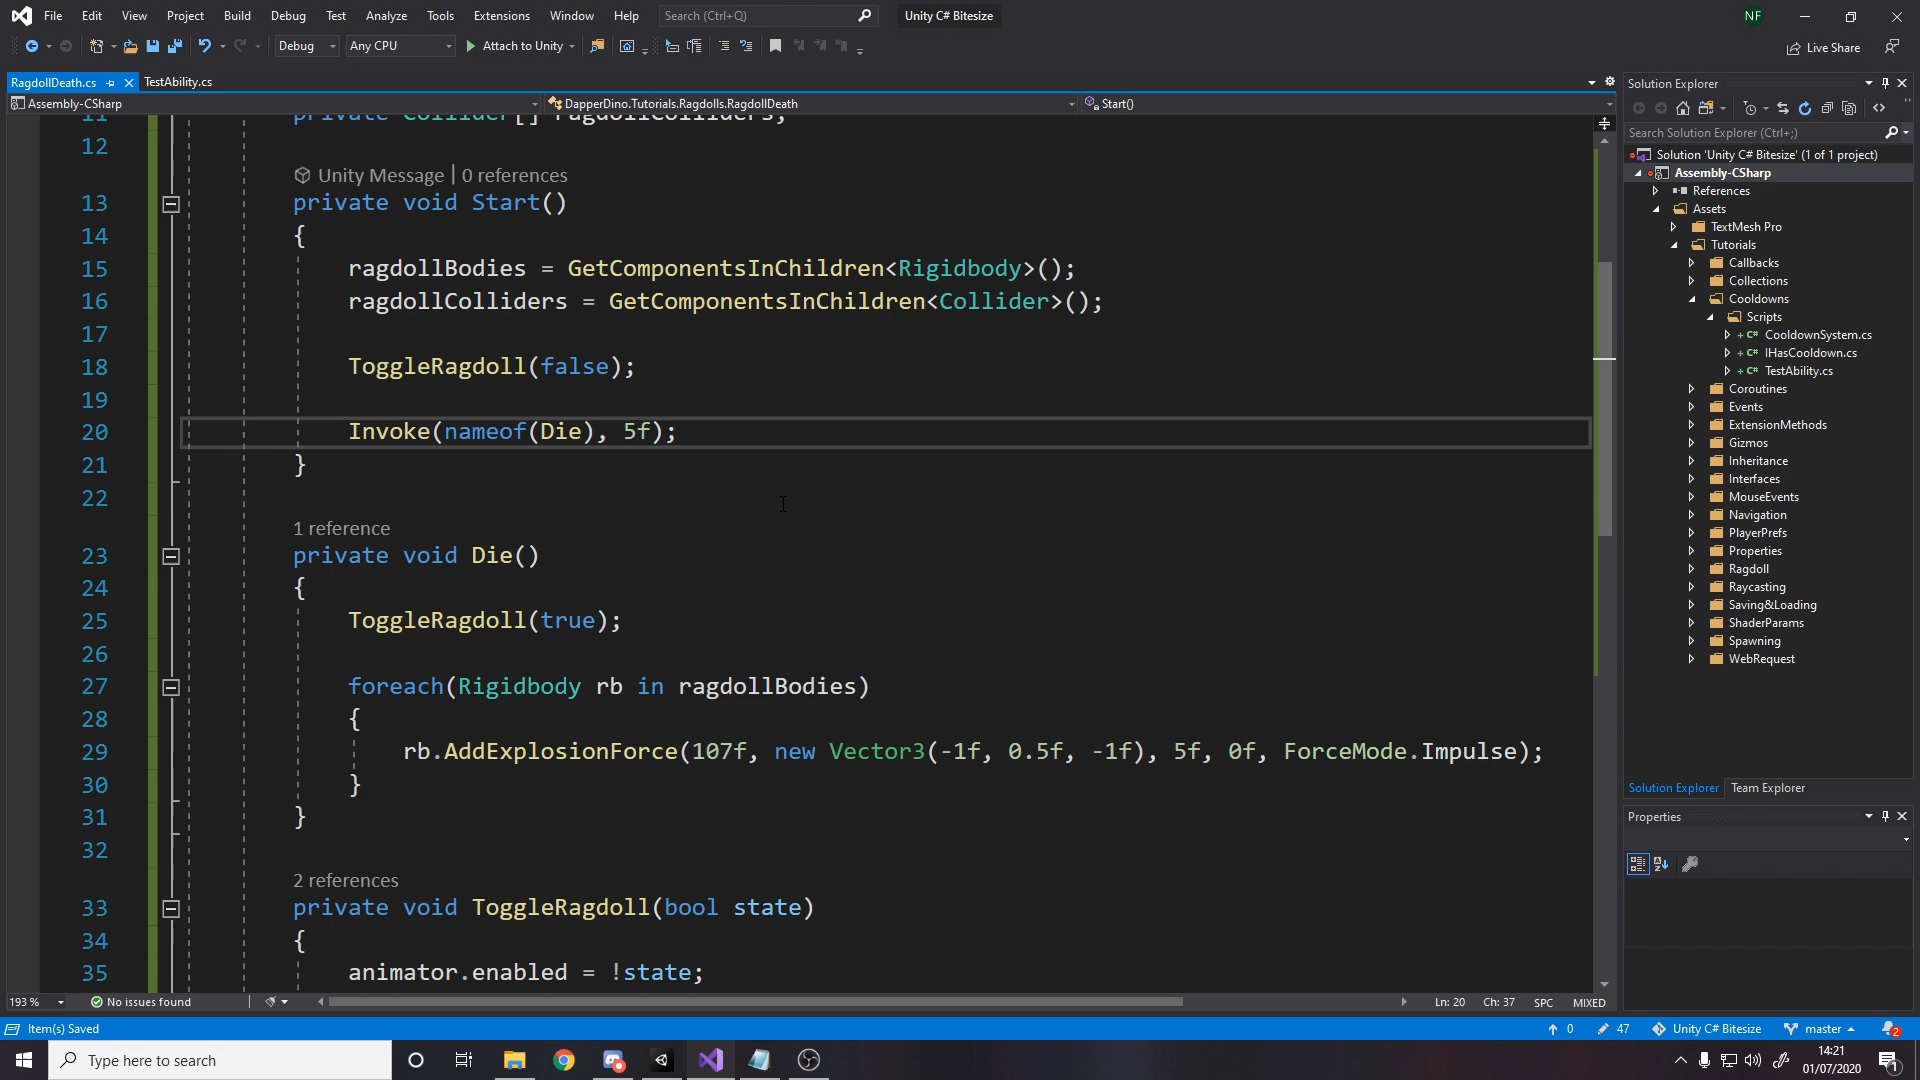 File Edit View Project Build Debug Test Analyze Tools Extensions Window Help Search (Ctrl+Q) Unity C# Bitesize NF
Debug Any CPU Attach to Unity Live Share
RagdollDeath.cs TestAbility.cs
Assembly-CSharp DapperDino.Tutorials.Ragdolls.RagdollDeath Start()
11 private Collider[] ragdollColliders;
12
Unity Message | 0 references
13 private void Start()
14 {
15 ragdollBodies = GetComponentsInChildren<Rigidbody>();
16 ragdollColliders = GetComponentsInChildren<Collider>();
17
18 ToggleRagdoll(false);
19
20 Invoke(nameof(Die), 5f);
21 }
22
1 reference
23 private void Die()
24 {
25 ToggleRagdoll(true);
26
27 foreach(Rigidbody rb in ragdollBodies)
28 {
29 rb.AddExplosionForce(107f, new Vector3(-1f, 0.5f, -1f), 5f, 0f, ForceMode.Impulse);
30 }
31 }
32
2 references
33 private void ToggleRagdoll(bool state)
34 {
35 animator.enabled = !state;
193 % No issues found Ln: 20 Ch: 37 SPC MIXED
Solution Explorer
Search Solution Explorer (Ctrl+;)
Solution 'Unity C# Bitesize' (1 of 1 project)
Assembly-CSharp
References
Assets
TextMesh Pro
Tutorials
Callbacks
Collections
Cooldowns
Scripts
CooldownSystem.cs
IHasCooldown.cs
TestAbility.cs
Coroutines
Events
ExtensionMethods
Gizmos
Inheritance
Interfaces
MouseEvents
Navigation
PlayerPrefs
Properties
Ragdoll
Raycasting
Saving&Loading
ShaderParams
Spawning
WebRequest
Solution Explorer Team Explorer
Properties
Item(s) Saved 0 47 Unity C# Bitesize master 2
Type here to search
14:21
01/07/2020
1